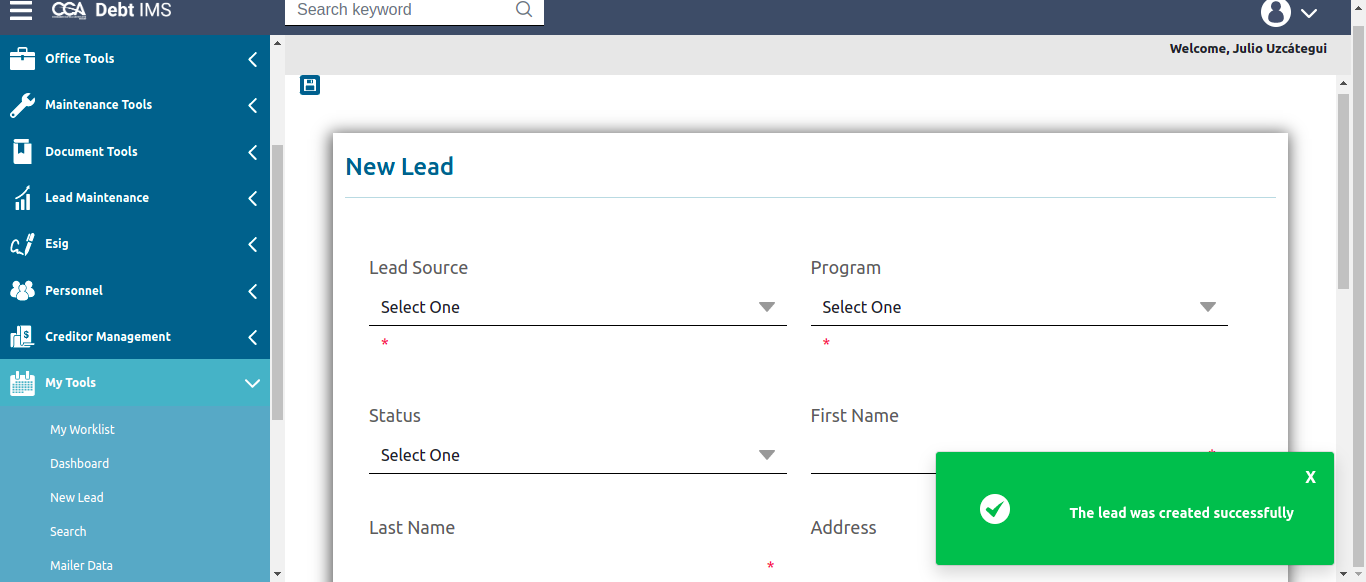 CGA Debt IMS
Search keyword
Welcome, Julio Uzcátegui
Office Tools
Maintenance Tools
Document Tools
Lead Maintenance
Esig
Personnel
Creditor Management
My Tools
My Worklist
Dashboard
New Lead
Search
Mailer Data
New Lead
Lead Source
Program
Select One
Select One
*
*
Status
First Name
Select One
Last Name
Address
*
X
The lead was created successfully